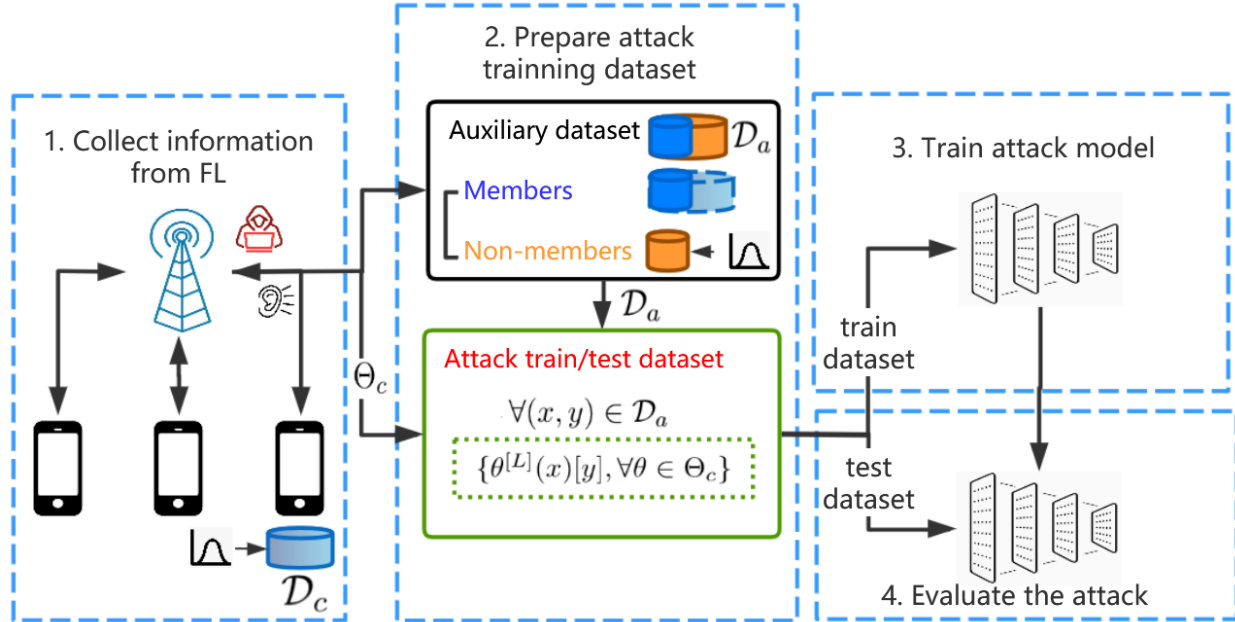 1. Collect information
from FL
Θ_c
𝒟_c
2. Prepare attack
trainning dataset
Auxiliary dataset 𝒟_a
Members
Non-members
𝒟_a
Attack train/test dataset
∀(x, y) ∈ 𝒟_a
{θ^{[L]}(x)[y], ∀θ ∈ Θ_c}
3. Train attack model
train
dataset
test
dataset
4. Evaluate the attack